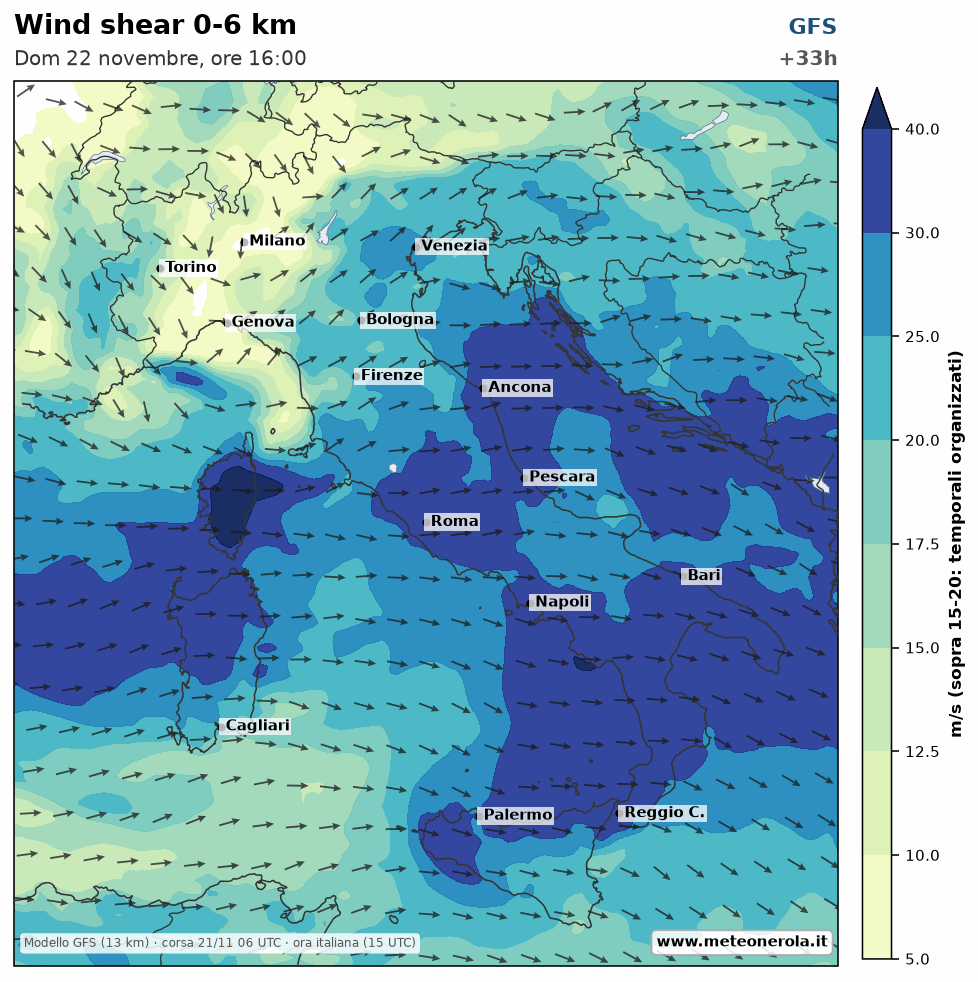 Wind shear 0-6 km
GFS
Dom 22 novembre, ore 16:00
+33h
Milano
Venezia
Torino
Genova
Bologna
Firenze
Ancona
Pescara
Roma
Bari
Napoli
Cagliari
Palermo
Reggio C.
40.0
30.0
25.0
20.0
17.5
15.0
12.5
10.0
5.0
m/s (sopra 15-20: temporali organizzati)
Modello GFS (13 km) · corsa 21/11 06 UTC · ora italiana (15 UTC)
www.meteonerola.it